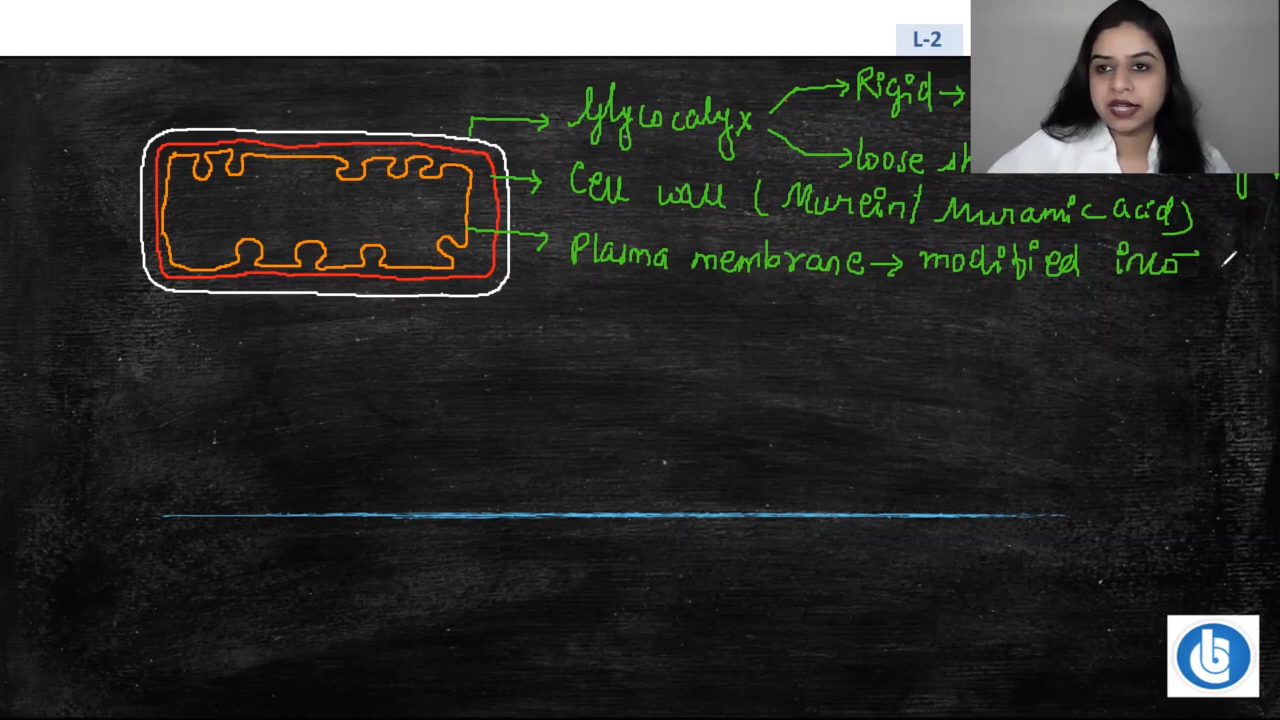 L-2
Glycocalyx → Rigid →
→ loose sh
Cell wall (Murein/ Muramic acid)
Plasma membrane → modified into